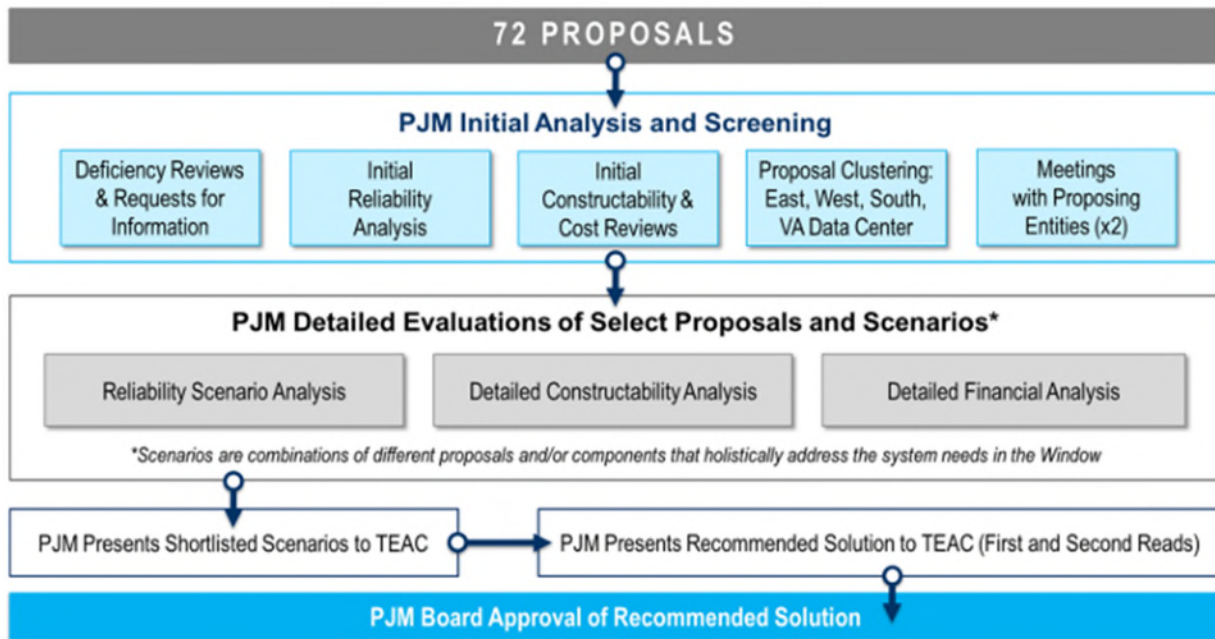 72 PROPOSALS
PJM Initial Analysis and Screening
Deficiency Reviews
& Requests for
Information
Initial
Reliability
Analysis
Initial
Constructability &
Cost Reviews
Proposal Clustering:
East, West, South,
VA Data Center
Meetings
with Proposing
Entities (x2)
PJM Detailed Evaluations of Select Proposals and Scenarios*
Reliability Scenario Analysis
Detailed Constructability Analysis
Detailed Financial Analysis
*Scenarios are combinations of different proposals and/or components that holistically address the system needs in the Window
PJM Presents Shortlisted Scenarios to TEAC
PJM Presents Recommended Solution to TEAC (First and Second Reads)
PJM Board Approval of Recommended Solution